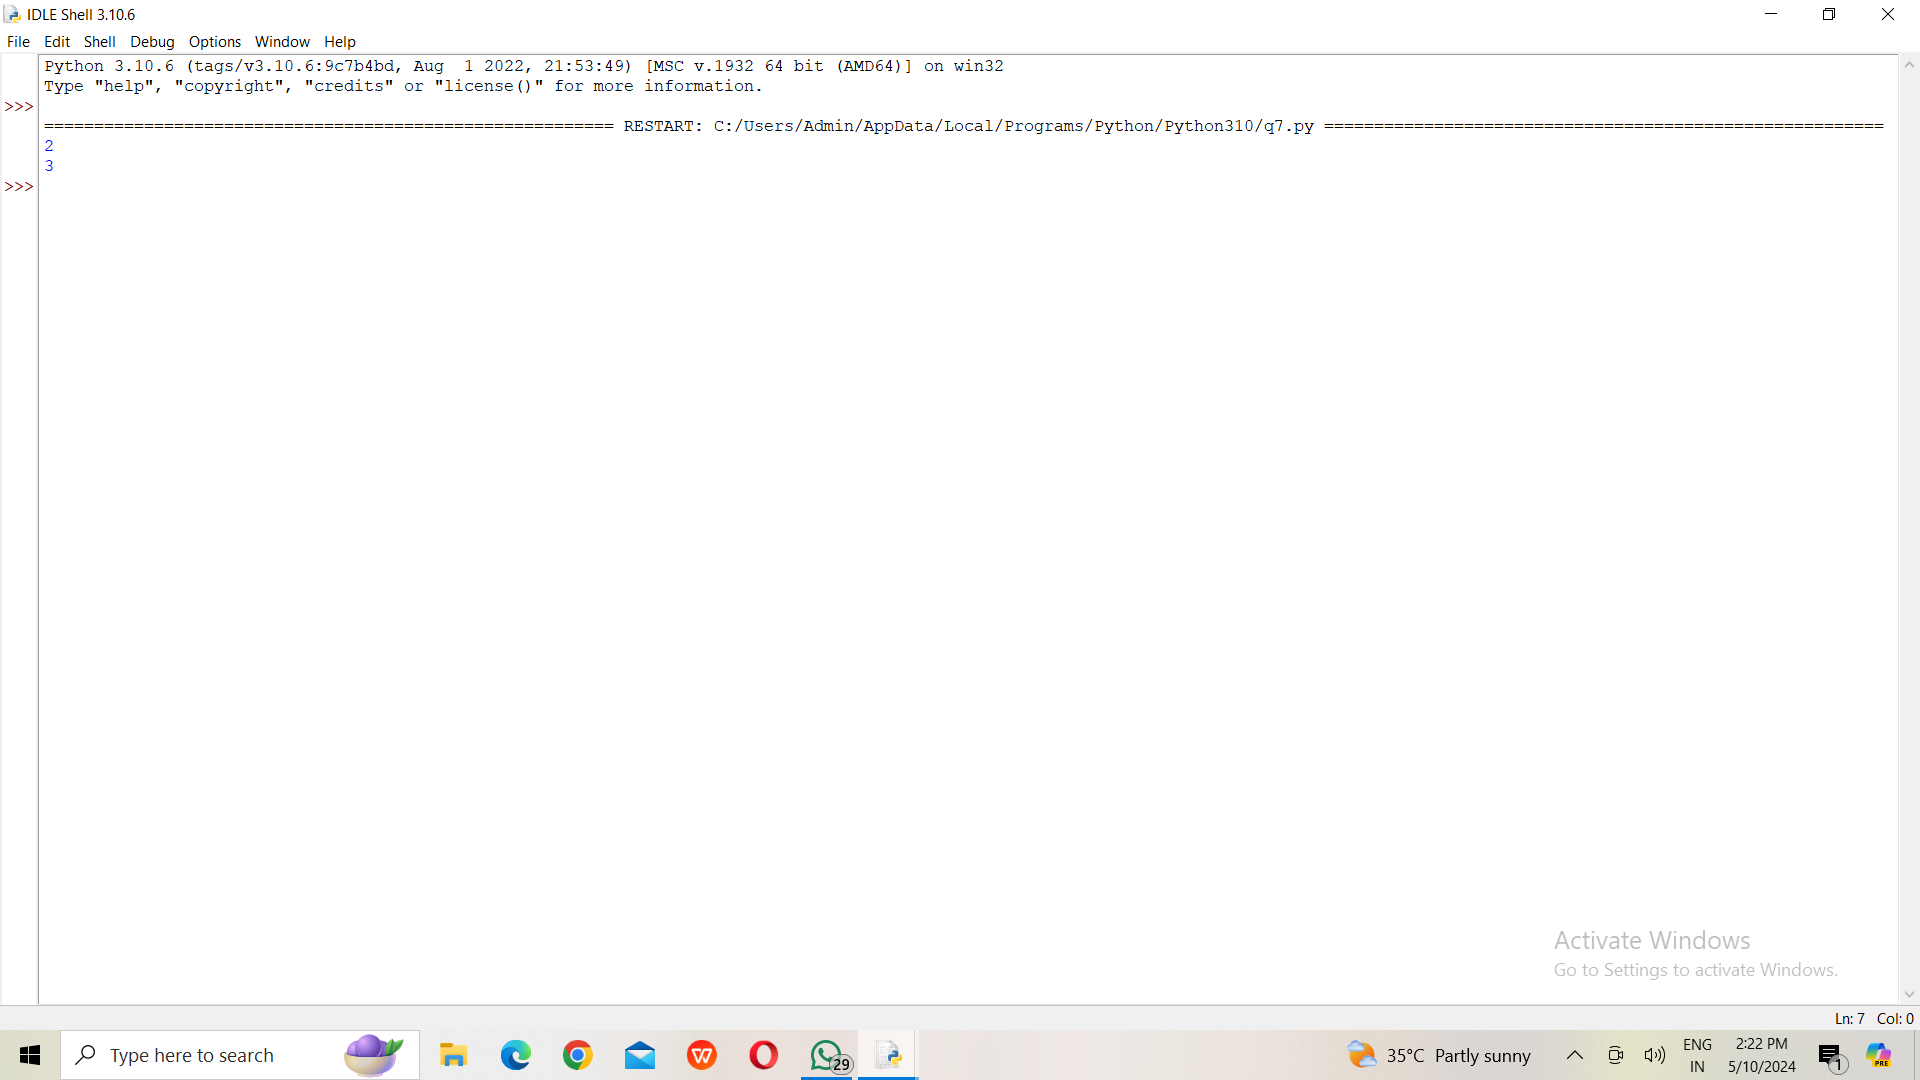 IDLE Shell 3.10.6
File Edit Shell Debug Options Window Help
Python 3.10.6 (tags/v3.10.6:9c7b4bd, Aug  1 2022, 21:53:49) [MSC v.1932 64 bit (AMD64)] on win32
Type "help", "copyright", "credits" or "license()" for more information.
>>>
========================================================= RESTART: C:/Users/Admin/AppData/Local/Programs/Python/Python310/q7.py ========================================================
2
3
>>>
Activate Windows
Go to Settings to activate Windows.
Ln: 7 Col: 0
Type here to search
W
29
35°C Partly sunny
ENG
IN
2:22 PM
5/10/2024
1
PRE